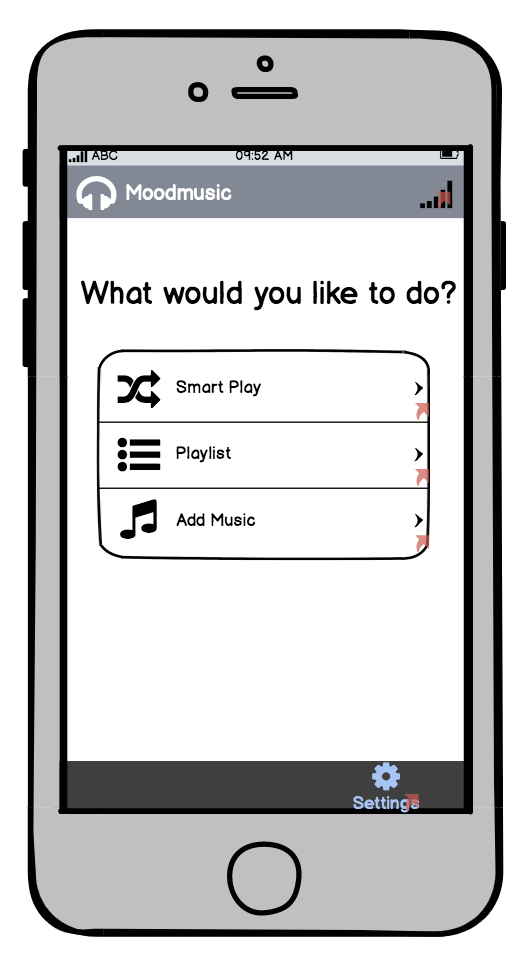 ABC 09:52 AM
Moodmusic
What would you like to do?
Smart Play
Playlist
Add Music
Settings